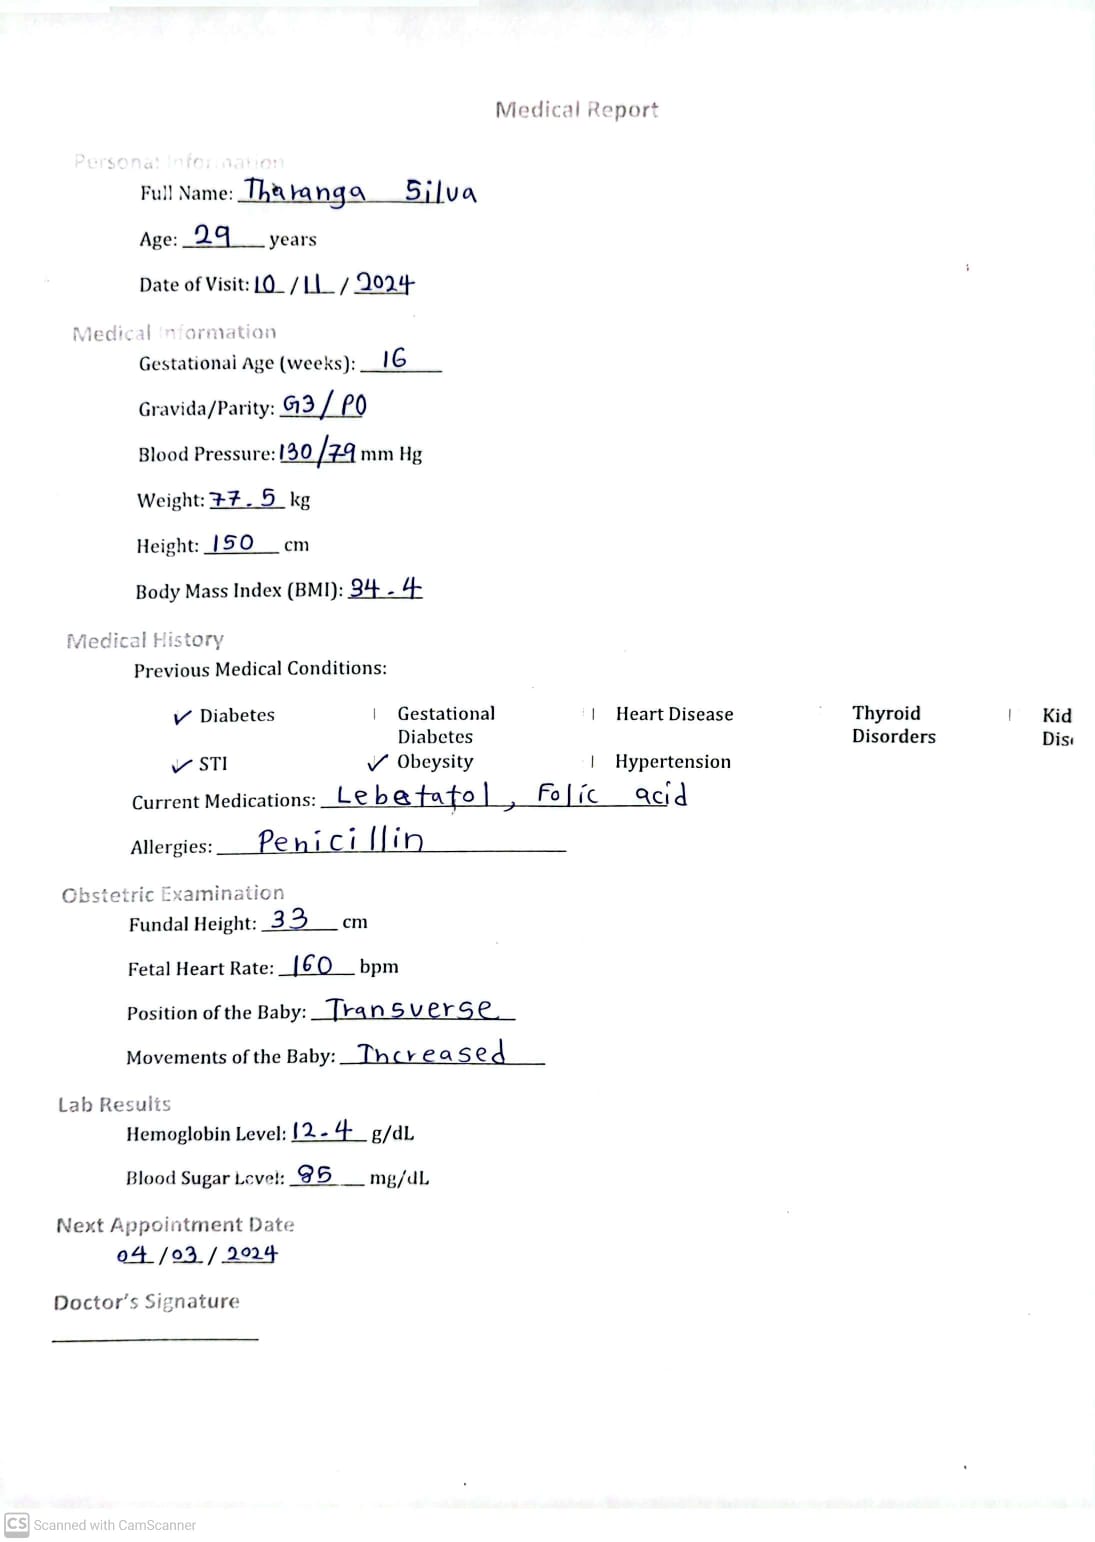 Medical Report
Personal Information
Full Name: Tharanga Silva
Age: 29 years
Date of Visit: 10 / 11 / 2024
Medical Information
Gestational Age (weeks): 16
Gravida/Parity: G3 / P0
Blood Pressure: 130/79 mm Hg
Weight: 77.5 kg
Height: 150 cm
Body Mass Index (BMI): 34.4
Medical History
Previous Medical Conditions:
✓ Diabetes | Gestational Diabetes | Heart Disease Thyroid Disorders | Kid Dis
✓ STI ✓ Obeysity | Hypertension
Current Medications: Lebetatol, Folic acid
Allergies: Penicillin
Obstetric Examination
Fundal Height: 33 cm
Fetal Heart Rate: 160 bpm
Position of the Baby: Transverse
Movements of the Baby: Increased
Lab Results
Hemoglobin Level: 12.4 g/dL
Blood Sugar Level: mg/dL
Next Appointment Date
04 / 03 / 2024
Doctor's Signature
CS Scanned with CamScanner